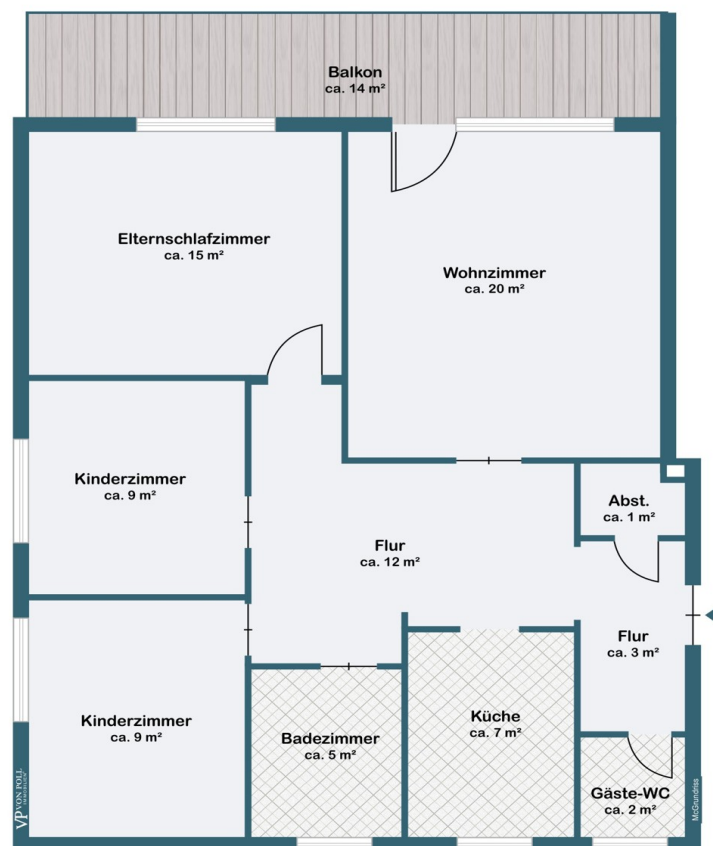 Balkon
ca. 14 m²
Elternschlafzimmer
ca. 15 m²
Wohnzimmer
ca. 20 m²
Kinderzimmer
ca. 9 m²
Abst.
ca. 1 m²
Flur
ca. 12 m²
Flur
ca. 3 m²
Kinderzimmer
ca. 9 m²
Badezimmer
ca. 5 m²
Küche
ca. 7 m²
Gäste-WC
ca. 2 m²
VP VON POLL
IMMOBILIEN
McGrundriss